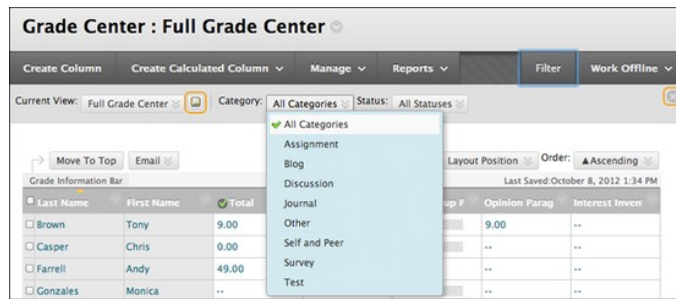 Grade Center : Full Grade Center
Create Column Create Calculated Column Manage Reports Filter Work Offline
Current View: Full Grade Center Category: All Categories Status: All Statuses
All Categories
Assignment
Blog
Discussion
Journal
Other
Self and Peer
Survey
Test
Move To Top Email Layout Position Order: ▲Ascending
Grade Information Bar Last Saved:October 8, 2012 1:34 PM
Last Name First Name Total Opinion Parag Interest Inven
Brown Tony 9.00 9.00 --
Casper Chris 0.00 -- --
Farrell Andy 49.00 -- --
Gonzales Monica -- -- --